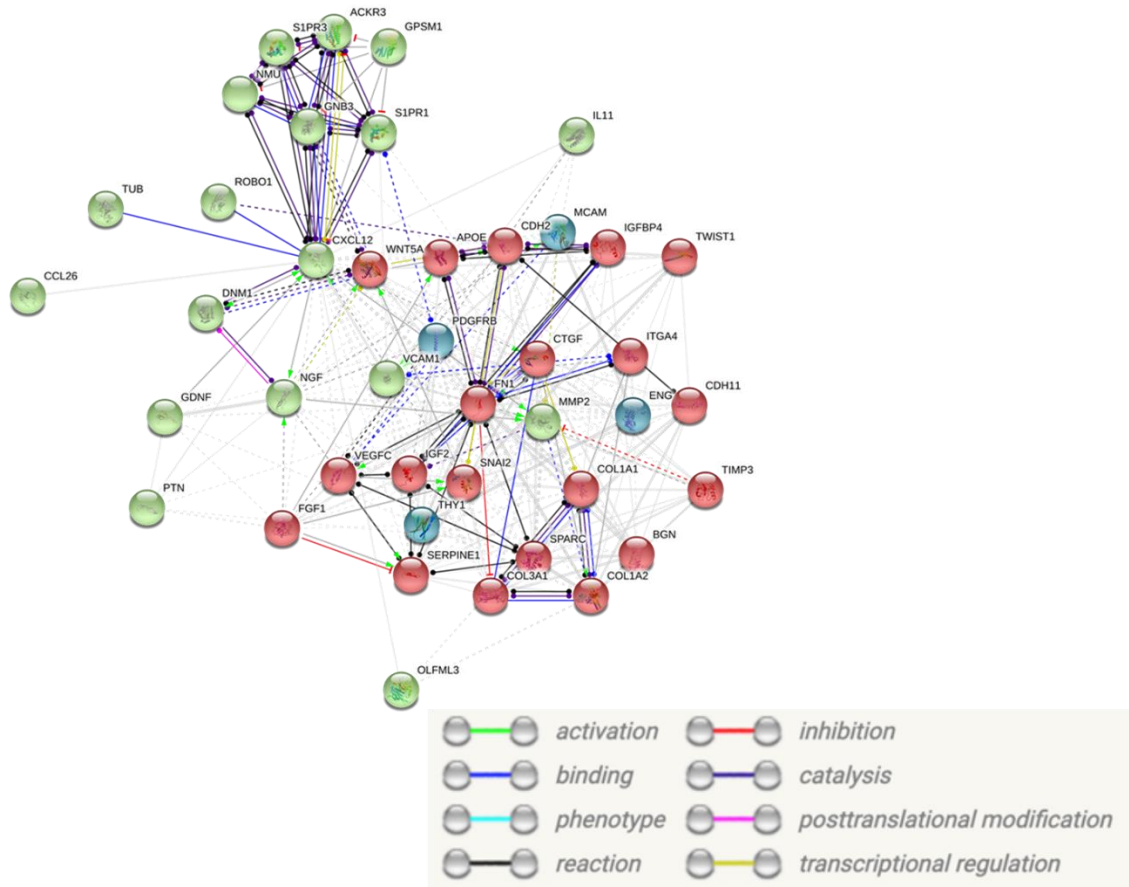 ACKR3
S1PR3
GPSM1
NMU
GNB3
S1PR1
IL11
TUB
ROBO1
MCAM
CDH2
IGFBP4
TWIST1
APOE
CXCL12
WNT5A
CCL26
DNM1
PDGFRB
CTGF
ITGA4
VCAM1
NGF
CDH11
FN1
ENG
MMP2
GDNF
VEGFC
IGF2
SNAI2
COL1A1
TIMP3
PTN
THY1
FGF1
SPARC
BGN
SERPINE1
COL3A1
COL1A2
OLFML3
activation
inhibition
binding
catalysis
phenotype
posttranslational modification
reaction
transcriptional regulation